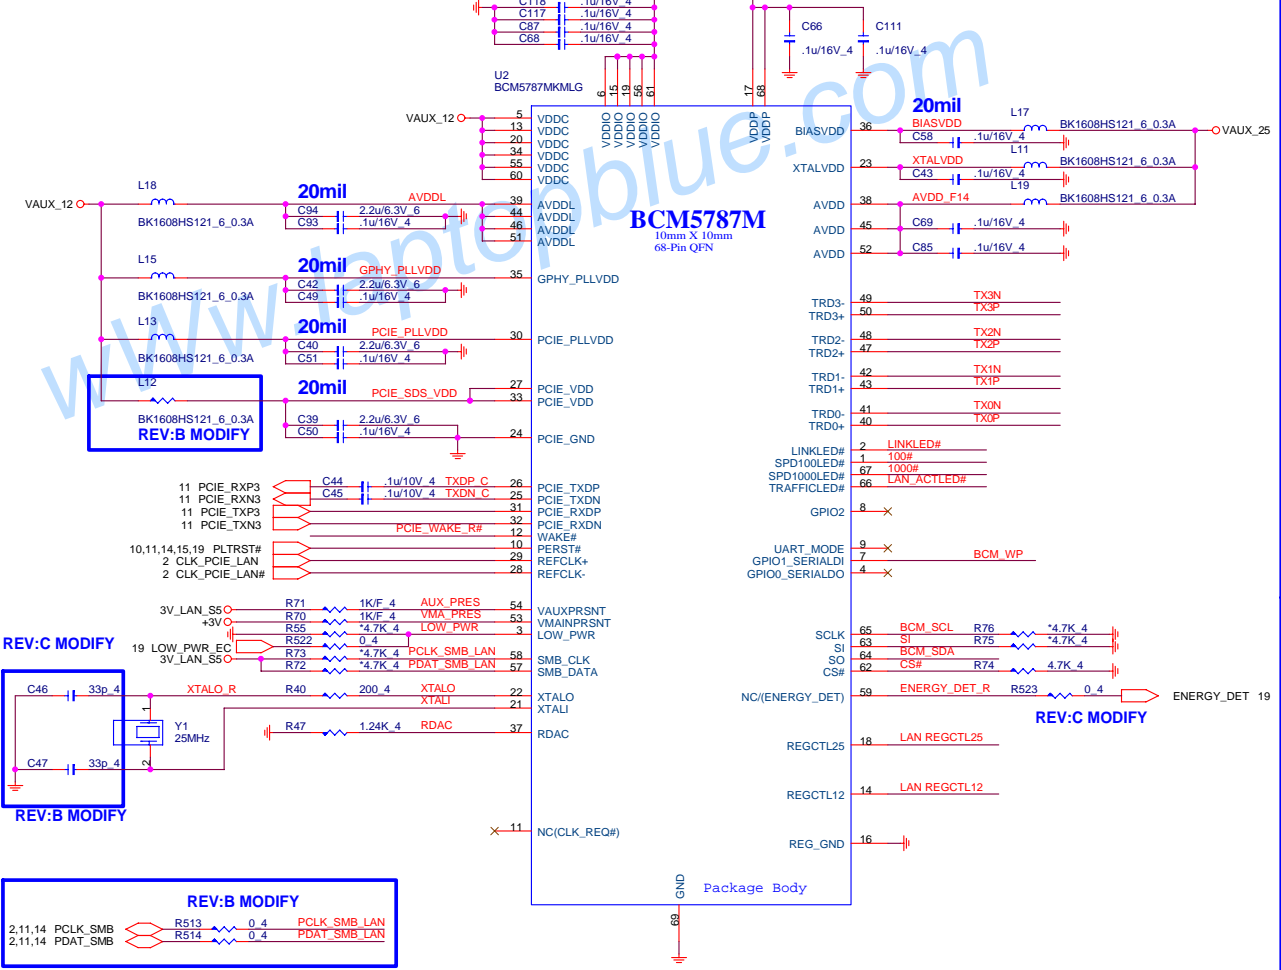 C118 .1u/16V_4
C117 .1u/16V_4
C87 .1u/16V_4
C68 .1u/16V_4
C66 .1u/16V_4
C111 .1u/16V_4
U2
BCM5787MKMLG
6 15 19 56 61
17 68
VDDIO VDDIO VDDIO VDDIO VDDIO
VDDP VDDP
VAUX_12
5 VDDC
13 VDDC
20 VDDC
34 VDDC
55 VDDC
60 VDDC
20mil
BIASVDD 36 BIASVDD L17 BK1608HS121_6_0.3A VAUX_25
C58 .1u/16V_4
XTALVDD 23 XTALVDD L11 BK1608HS121_6_0.3A
C43 .1u/16V_4
AVDD 38 AVDD_F14 L19 BK1608HS121_6_0.3A
AVDD 45 C69 .1u/16V_4
AVDD 52 C85 .1u/16V_4
VAUX_12
L18 BK1608HS121_6_0.3A
20mil AVDDL
C94 2.2u/6.3V_6
C93 .1u/16V_4
39 AVDDL
44 AVDDL
46 AVDDL
51 AVDDL
BCM5787M
10mm X 10mm
68-Pin QFN
L15 BK1608HS121_6_0.3A
20mil GPHY_PLLVDD 35 GPHY_PLLVDD
C42 2.2u/6.3V_6
C49 .1u/16V_4
L13 BK1608HS121_6_0.3A
20mil PCIE_PLLVDD 30 PCIE_PLLVDD
C40 2.2u/6.3V_6
C51 .1u/16V_4
L12 BK1608HS121_6_0.3A
REV:B MODIFY
20mil PCIE_SDS_VDD
27 PCIE_VDD
33 PCIE_VDD
C39 2.2u/6.3V_6
C50 .1u/16V_4
24 PCIE_GND
TRD3- 49 TX3N
TRD3+ 50 TX3P
TRD2- 48 TX2N
TRD2+ 47 TX2P
TRD1- 42 TX1N
TRD1+ 43 TX1P
TRD0- 41 TX0N
TRD0+ 40 TX0P
LINKLED# 2 LINKLED#
SPD100LED# 1 100#
SPD1000LED# 67 1000#
TRAFFICLED# 66 LAN_ACTLED#
GPIO2 8
UART_MODE 9
GPIO1_SERIALDI 7 BCM_WP
GPIO0_SERIALDO 4
11 PCIE_RXP3 C44 .1u/10V_4 TXDP_C 26 PCIE_TXDP
11 PCIE_RXN3 C45 .1u/10V_4 TXDN_C 25 PCIE_TXDN
11 PCIE_TXP3 31 PCIE_RXDP
11 PCIE_TXN3 32 PCIE_RXDN
PCIE_WAKE_R# 12 WAKE#
10,11,14,15,19 PLTRST# 10 PERST#
2 CLK_PCIE_LAN 29 REFCLK+
2 CLK_PCIE_LAN# 28 REFCLK-
3V_LAN_S5 R71 1K/F_4 AUX_PRES 54 VAUXPRSNT
+3V R70 1K/F_4 VMA_PRES 53 VMAINPRSNT
R55 *4.7K_4 LOW_PWR 3 LOW_PWR
REV:C MODIFY
19 LOW_PWR_EC R522 0_4
3V_LAN_S5 R73 *4.7K_4 PCLK_SMB_LAN 58 SMB_CLK
R72 *4.7K_4 PDAT_SMB_LAN 57 SMB_DATA
SCLK 65 BCM_SCL R76 *4.7K_4
SI 63 SI R75 *4.7K_4
SO 64 BCM_SDA
CS# 62 CS# R74 4.7K_4
NC/(ENERGY_DET) 59 ENERGY_DET_R R523 0_4 ENERGY_DET 19
REV:C MODIFY
C46 33p_4 XTALO_R R40 200_4 XTALO 22 XTALO
XTALI 21 XTALI
1
Y1
25MHz
2
C47 33p_4
REV:B MODIFY
R47 1.24K_4 RDAC 37 RDAC
REGCTL25 18 LAN REGCTL25
REGCTL12 14 LAN REGCTL12
11 NC(CLK_REQ#)
REG_GND 16
GND
Package Body
69
REV:B MODIFY
2,11,14 PCLK_SMB R513 0_4 PCLK_SMB_LAN
2,11,14 PDAT_SMB R514 0_4 PDAT_SMB_LAN
wWw.laptopblue.com